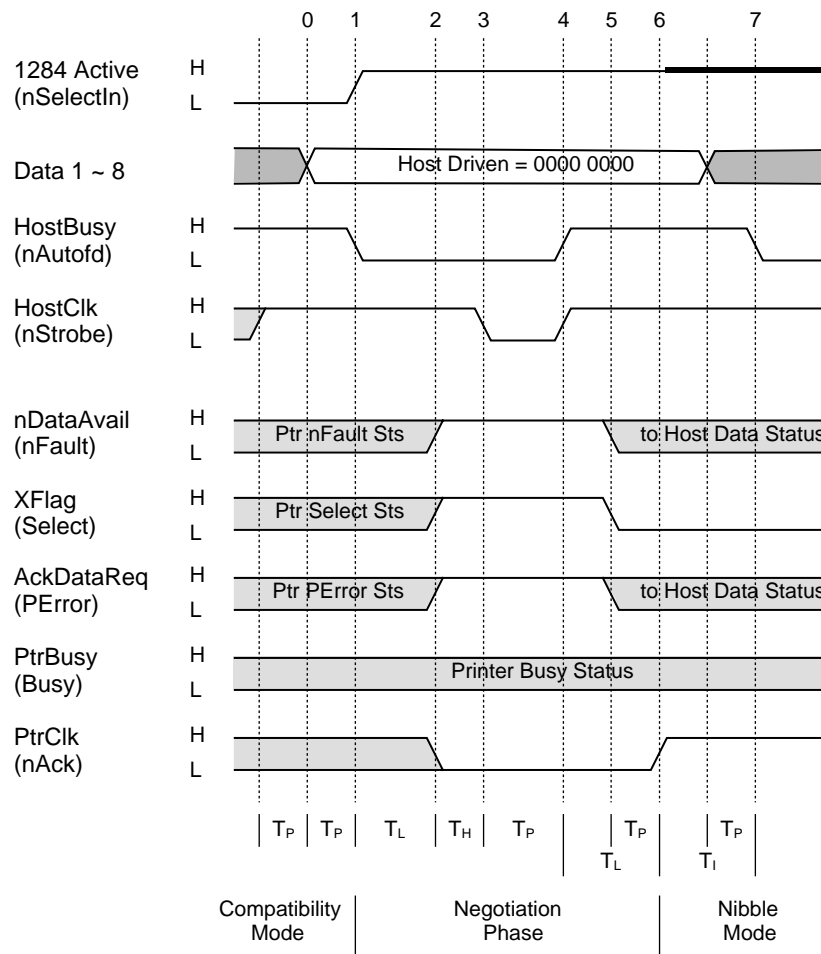 0 1 2 3 4 5 6 7
1284 Active H
(nSelectIn) L
Data 1 ~ 8 Host Driven = 0000 0000
HostBusy H
(nAutofd) L
HostClk H
(nStrobe) L
nDataAvail H Ptr nFault Sts to Host Data Status
(nFault) L
XFlag H Ptr Select Sts
(Select) L
AckDataReq H Ptr PError Sts to Host Data Status
(PError) L
PtrBusy H Printer Busy Status
(Busy) L
PtrClk H
(nAck) L
TP TP TL TH TP TP TP
TL TI
Compatibility Negotiation Nibble
Mode Phase Mode